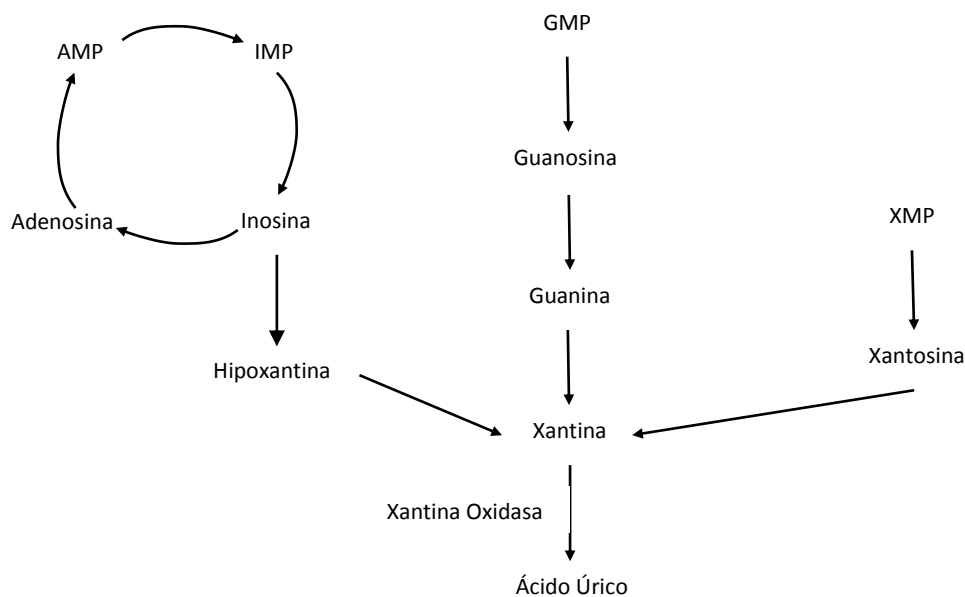 GMP
AMP
IMP
Guanosina
Adenosina
Inosina
XMP
Guanina
Xantosina
Hipoxantina
Xantina
Xantina Oxidasa
Ácido Úrico